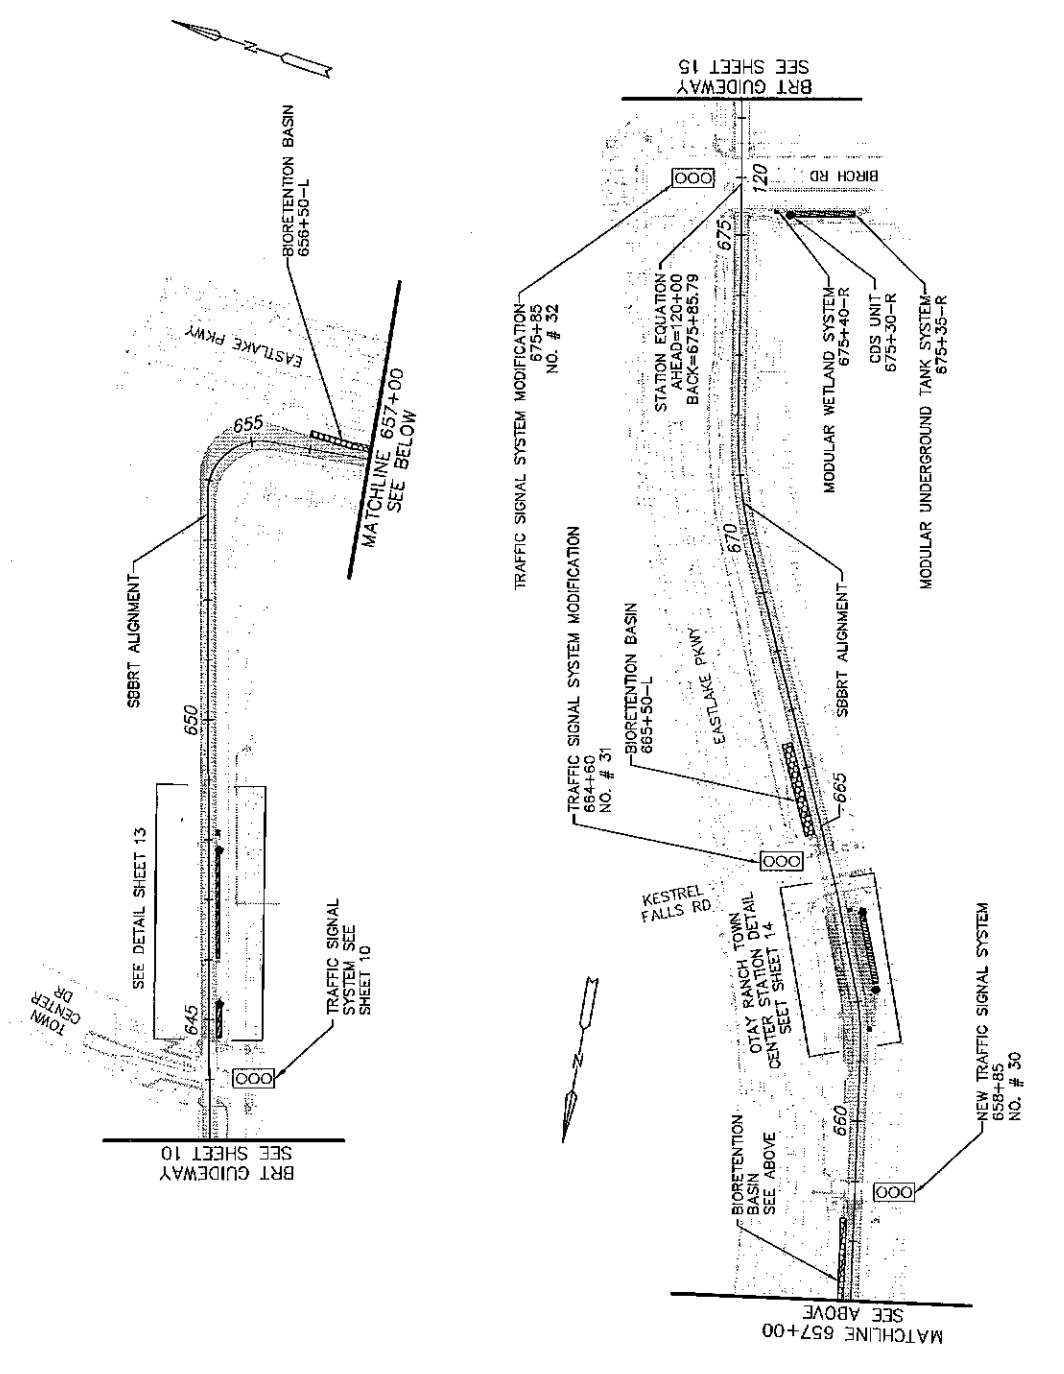 N
BRT GUIDEWAY
SEE SHEET 10
TOWN
CENTER
DR
TRAFFIC SIGNAL
SYSTEM SEE
SHEET 10
SEE DETAIL SHEET 13
645
650
SBBRT ALIGNMENT
655
EASTLAKE PKWY
BIORETENTION BASIN
656+50-L
MATCHLINE 657+00
SEE BELOW
N
MATCHLINE 657+00
SEE ABOVE
BIORETENTION
BASIN
SEE ABOVE
NEW TRAFFIC SIGNAL SYSTEM
658+85
NO. # 30
660
OTAY RANCH TOWN
CENTER STATION DETAIL
SEET SHEET 14
KESTREL
FALLS RD
TRAFFIC SIGNAL SYSTEM MODIFICATION
664+60
NO. # 31
BIORETENTION BASIN
665+50-L
665
EASTLAKE PKWY
SBBRT ALIGNMENT
670
TRAFFIC SIGNAL SYSTEM MODIFICATION
675+85
NO. # 32
STATION EQUATION
AHEAD=120+00
BACK=675+85.79
675
120
BIRCH RD
MODULAR WETLAND SYSTEM
675+40-R
CDS UNIT
675+30-R
MODULAR UNDERGROUND TANK SYSTEM
675+35-R
BRT GUIDEWAY
SEE SHEET 15